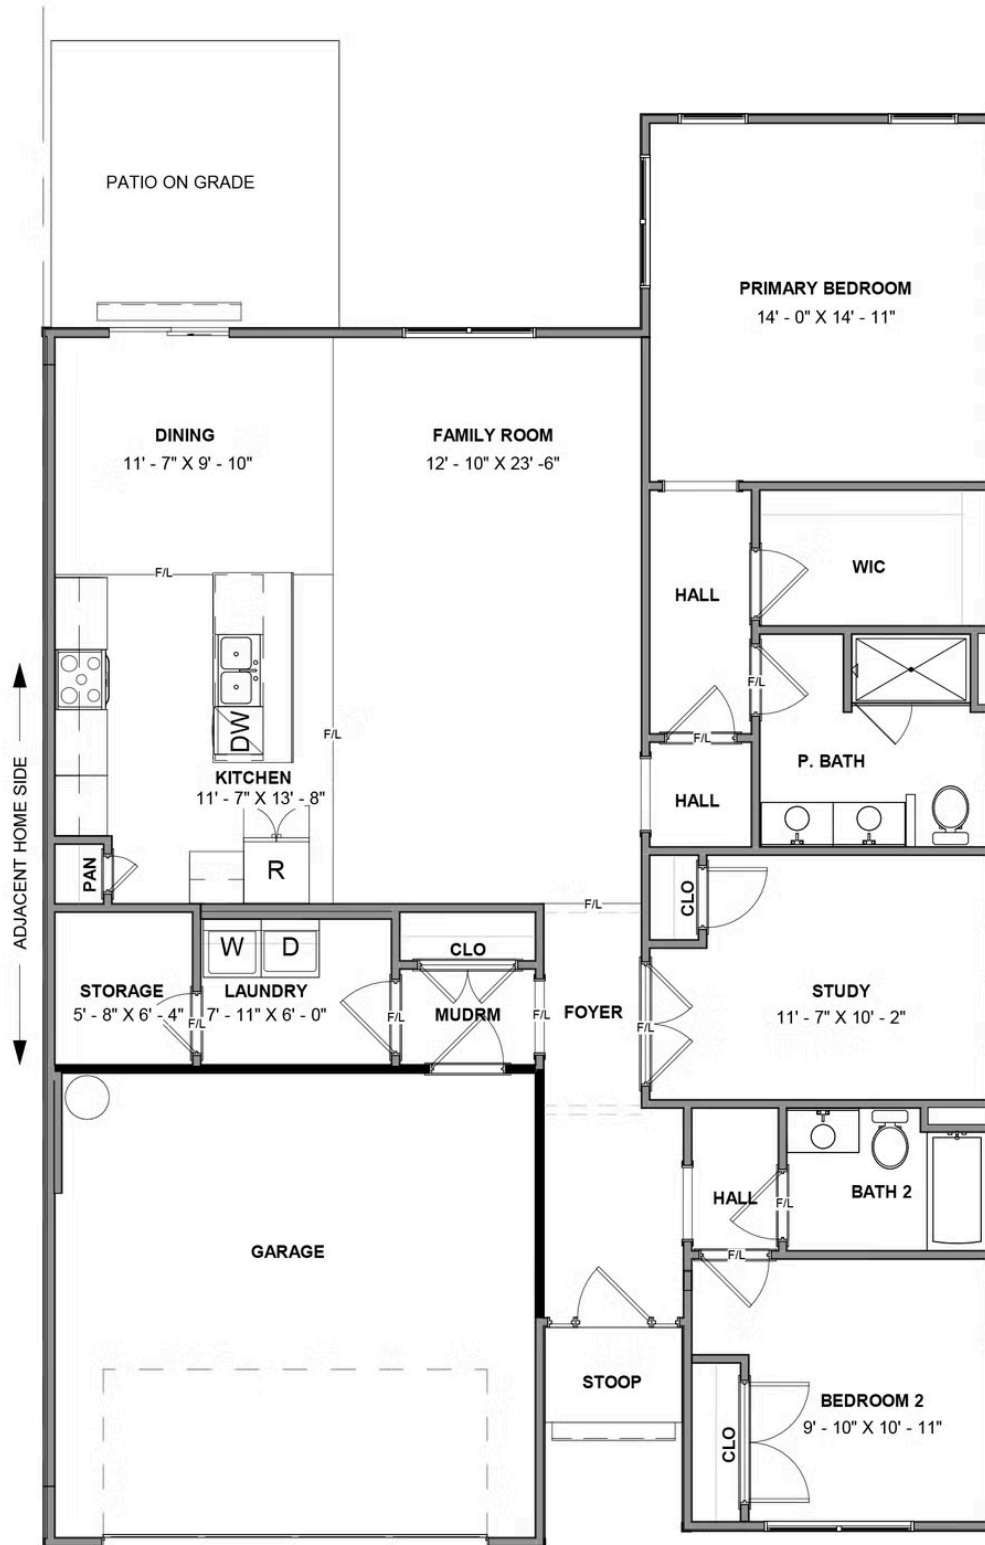 PATIO ON GRADE
PRIMARY BEDROOM
14' - 0" X 14' - 11"
DINING
11' - 7" X 9' - 10"
FAMILY ROOM
12' - 10" X 23' -6"
F/L
HALL
WIC
F/L
DW
F/L
F/L
P. BATH
KITCHEN
11' - 7" X 13' - 8"
HALL
ADJACENT HOME SIDE
PAN
R
CLO
F/L
W
D
CLO
STORAGE
5' - 8" X 6' - 4"
F/L
LAUNDRY
7' - 11" X 6' - 0"
F/L
MUDRM
F/L
FOYER
F/L
STUDY
11' - 7" X 10' - 2"
HALL
F/L
BATH 2
F/L
GARAGE
STOOP
BEDROOM 2
9' - 10" X 10' - 11"
CLO